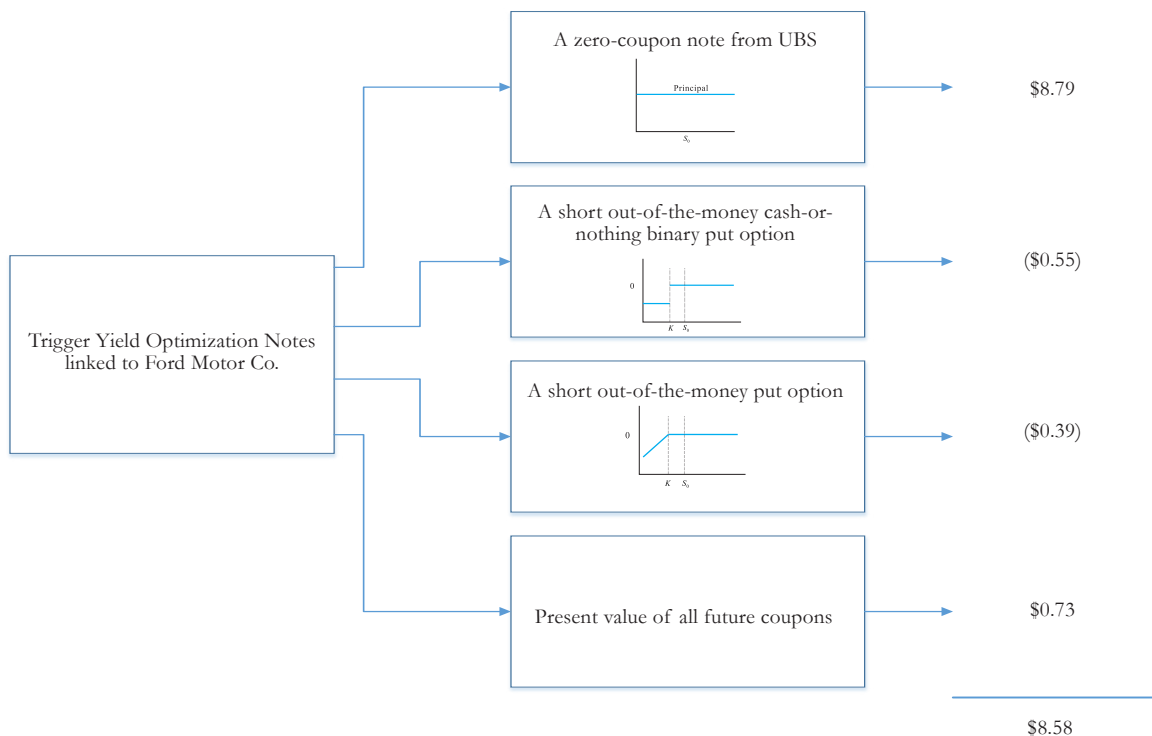 A zero-coupon note from UBS
Principal
S₀
$8.79
A short out-of-the-money cash-or-
nothing binary put option
0
K S₀
($0.55)
Trigger Yield Optimization Notes
linked to Ford Motor Co.
A short out-of-the-money put option
0
K S₀
($0.39)
Present value of all future coupons
$0.73
$8.58